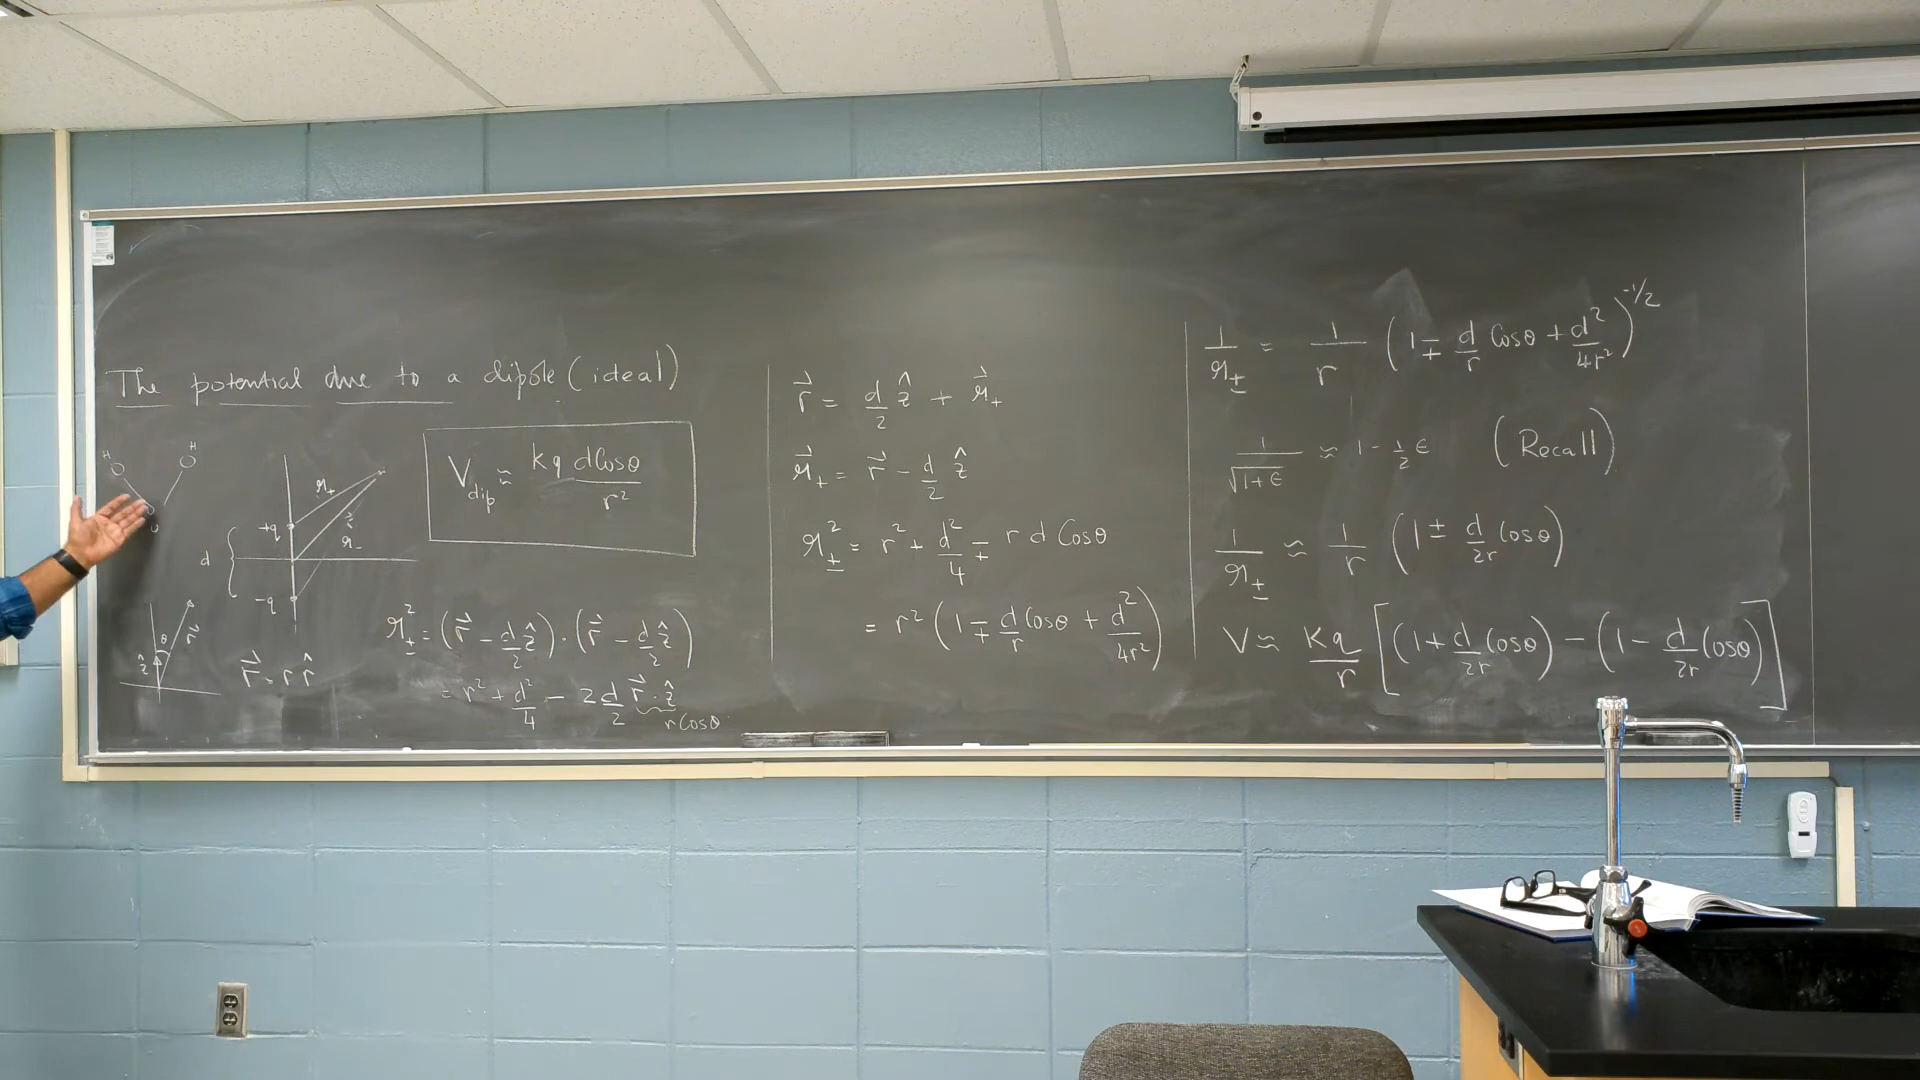 The potential due to a dipole (ideal)
H
H
O
O
V_dip ≈ kq dCosθ / r²
+q
-q
d
𝓇₊
r⃗
𝓇₋
θ
ẑ
r⃗
r⃗ = r r̂
𝓇±² = (r⃗ - d/2 ẑ) · (r⃗ - d/2 ẑ)
= r² + d²/4 - 2 d/2 r⃗ · ẑ
rCosθ
r⃗ = d/2 ẑ + 𝓇⃗₊
𝓇⃗₊ = r⃗ - d/2 ẑ
𝓇±² = r² + d²/4 ∓ r d Cosθ
= r² (1 ∓ d/r Cosθ + d²/4r²)
1/𝓇± = 1/r (1 ∓ d/r Cosθ + d²/4r²)^-1/2
1/√(1+ϵ) ≈ 1 - 1/2 ϵ (Recall)
1/𝓇± ≈ 1/r (1 ± d/2r Cosθ)
V ≈ Kq/r [(1 + d/2r Cosθ) - (1 - d/2r Cosθ)]